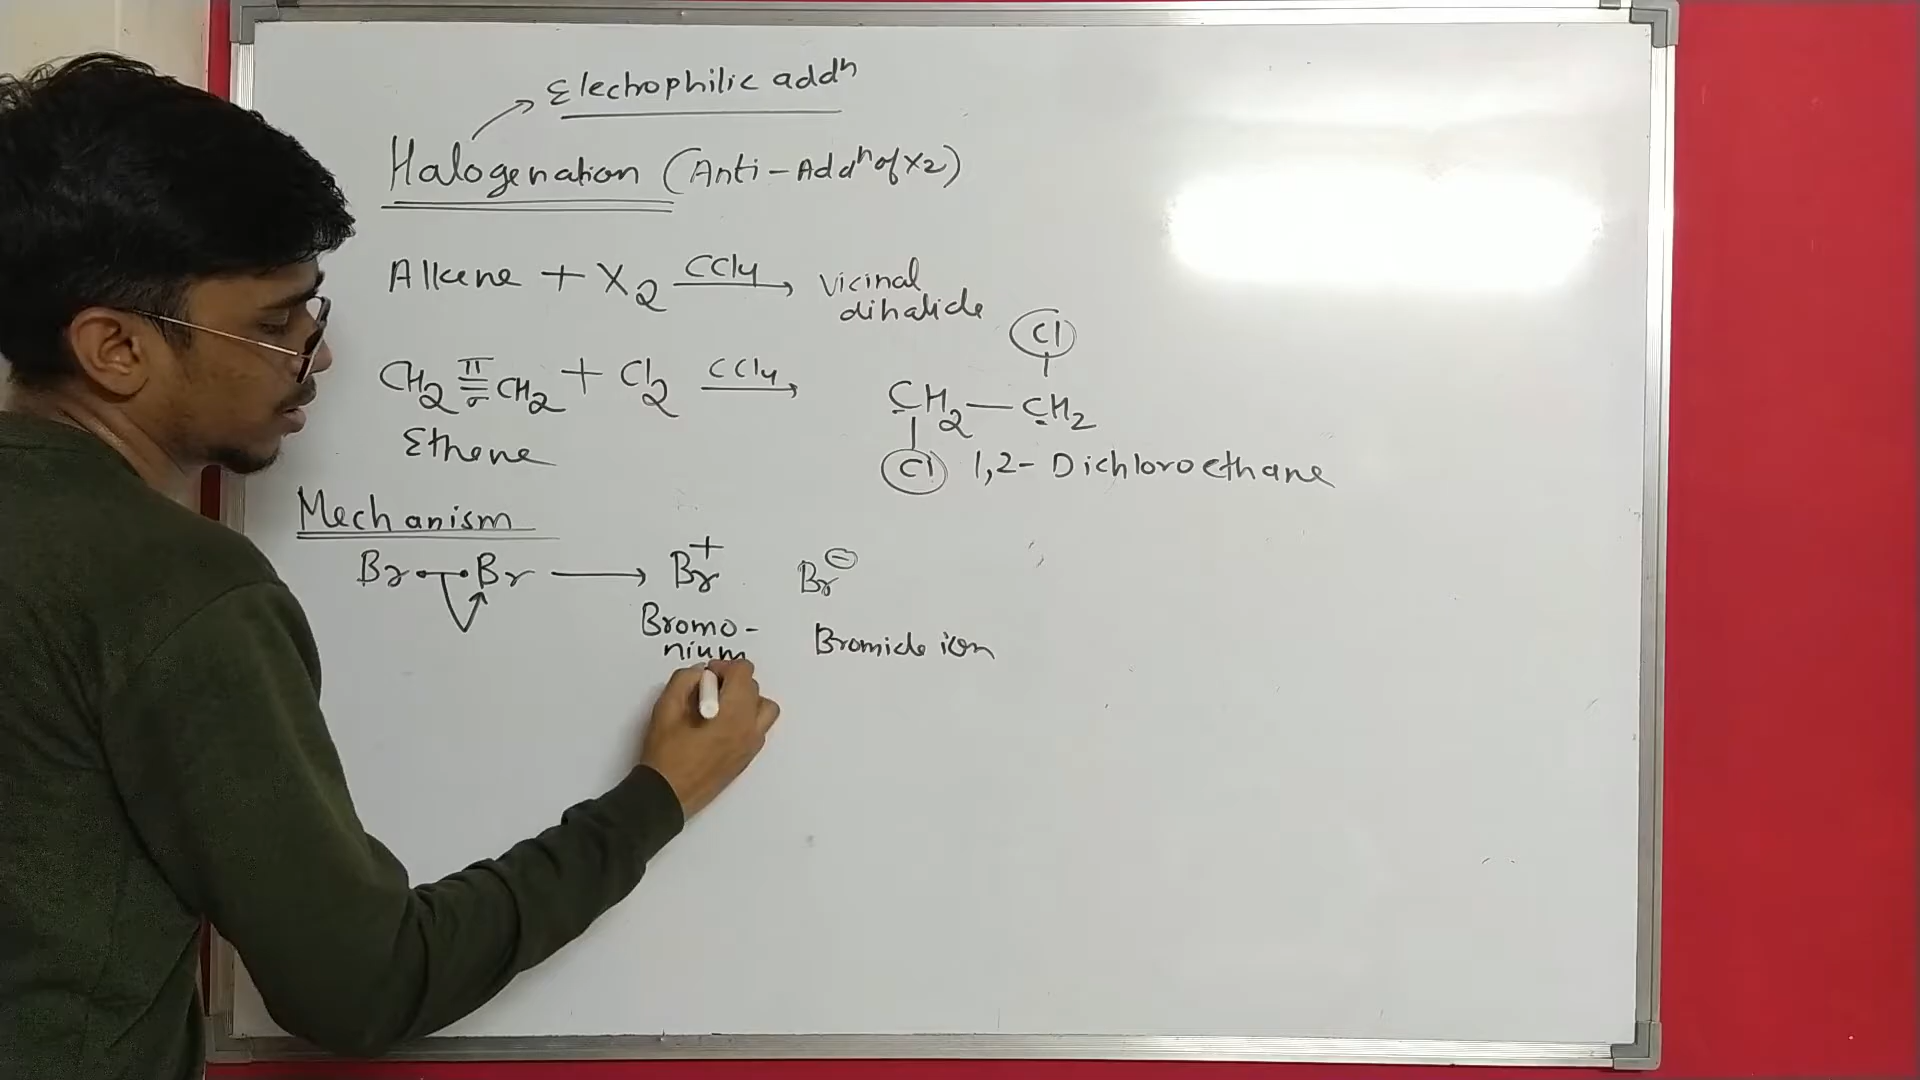 Electrophilic addⁿ
Halogenation (Anti-Addⁿ of X2)
Alkene + X2 CCl4 → Vicinal
dihalide
Cl
CH2 π σ CH2 + Cl2 CCl4 → CH2 — CH2
Ethene Cl 1,2- Dichloroethane
Mechanism
Br Br → Br+ Br⊖
Bromo- Bromide ion
nium